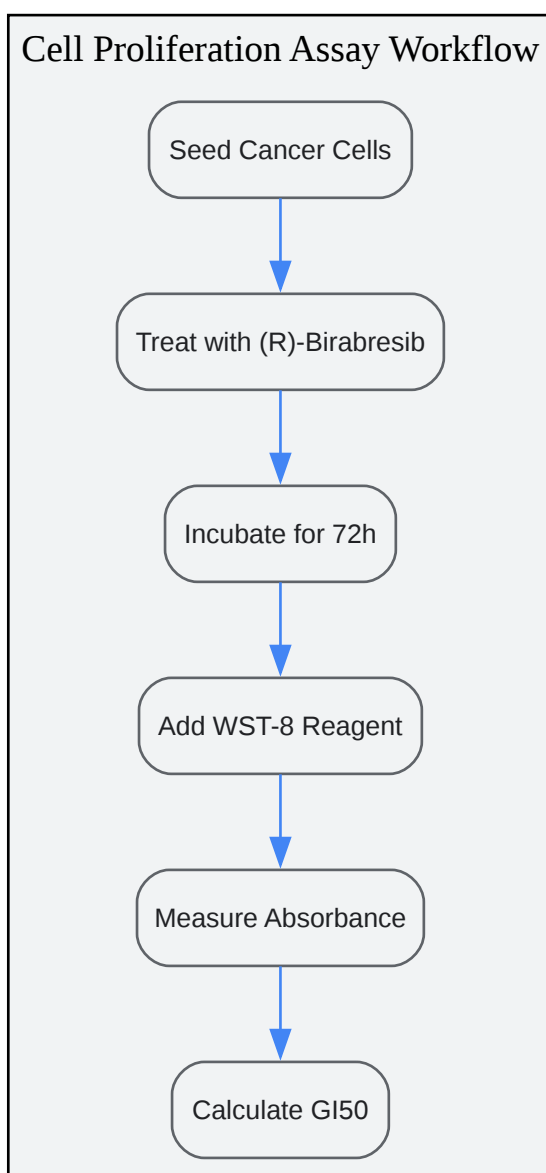 Cell Proliferation Assay Workflow
Seed Cancer Cells
Treat with (R)-Birabresib
Incubate for 72h
Add WST-8 Reagent
Measure Absorbance
Calculate GI50